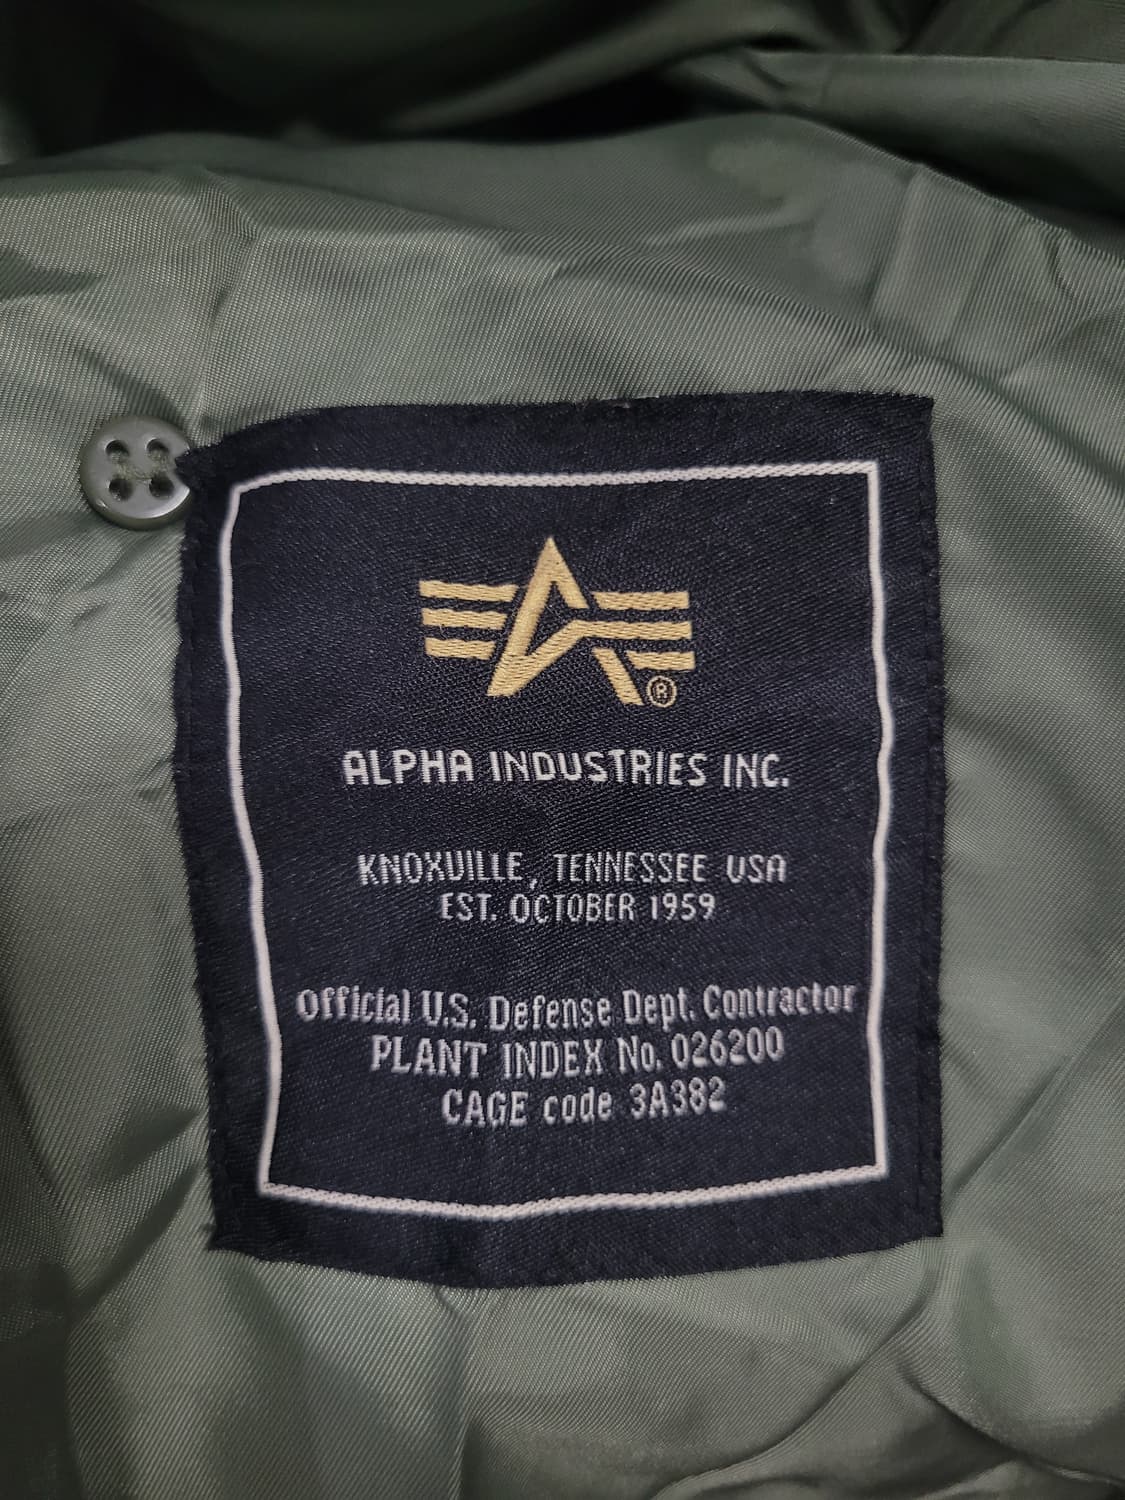 ®
ALPHA INDUSTRIES INC.
KNOXVILLE, TENNESSEE USA
EST. OCTOBER 1959
Official U.S. Defense Dept. Contractor
PLANT INDEX No. 026200
CAGE code 3A382